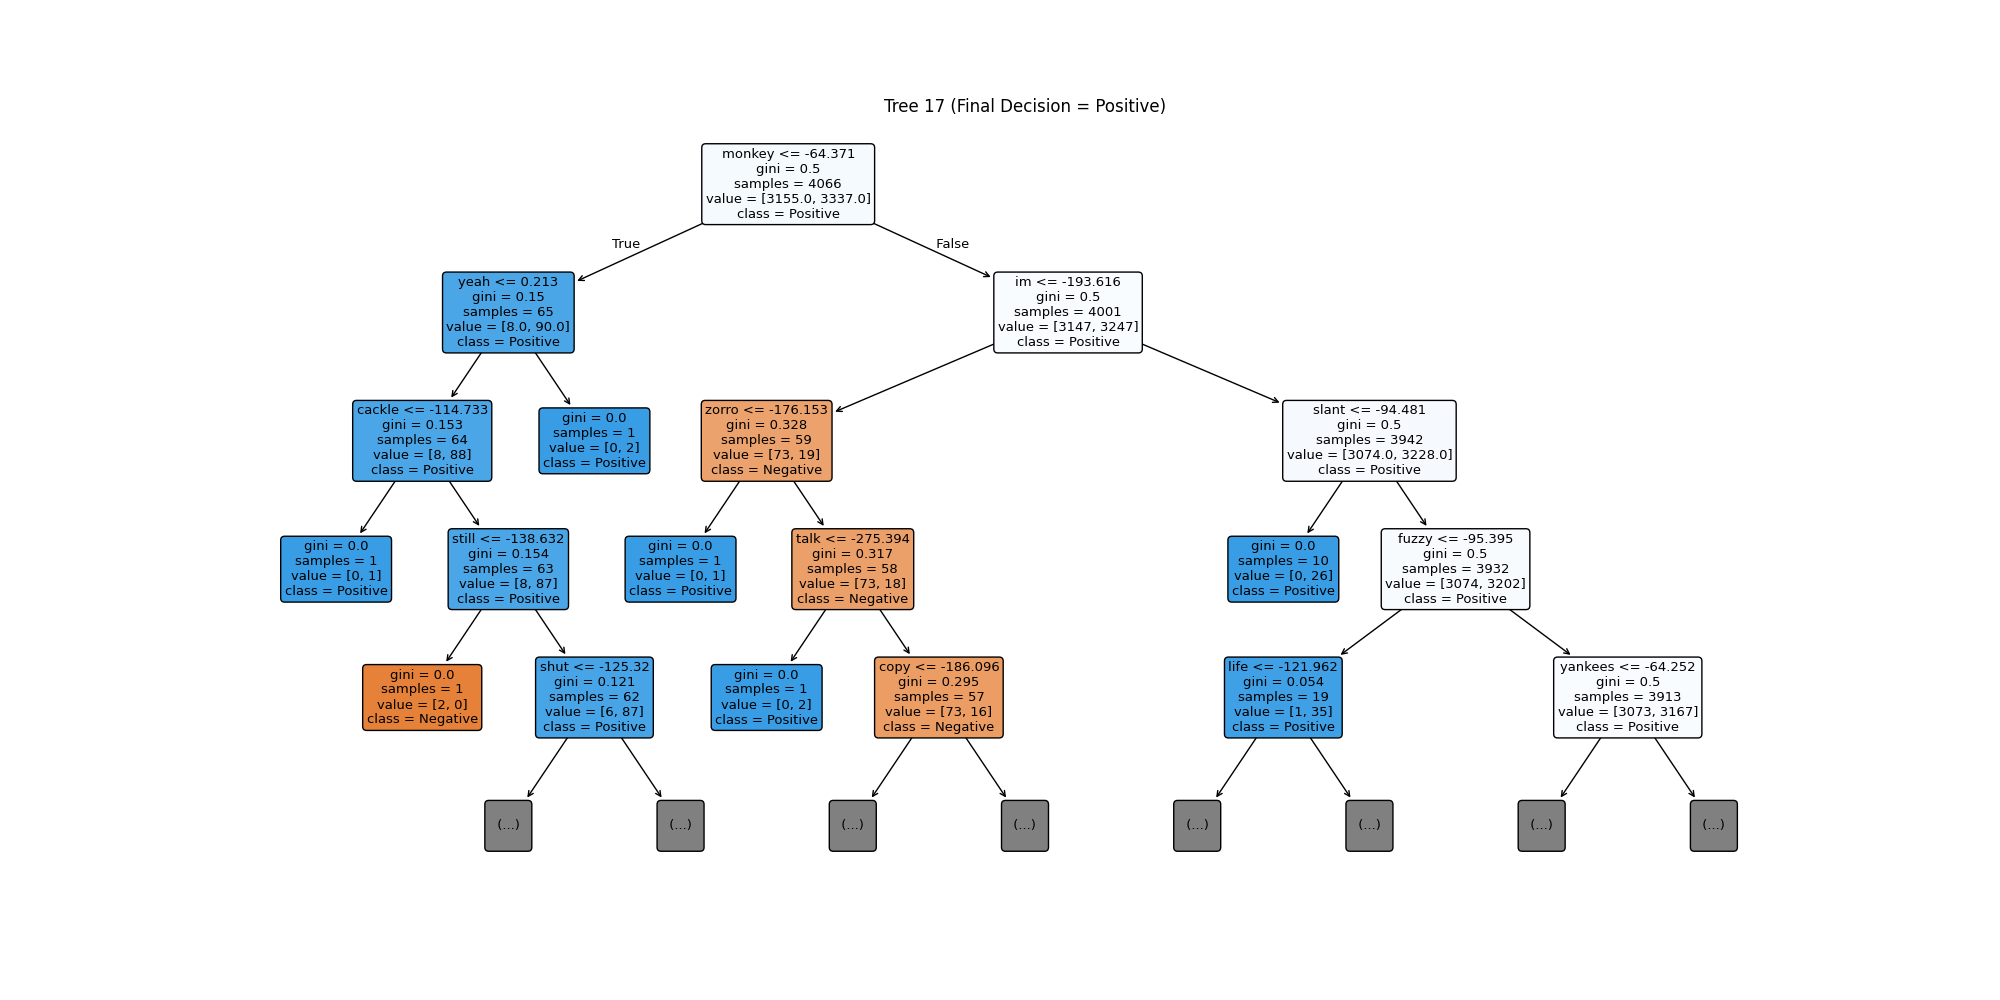 Tree 17 (Final Decision = Positive)
monkey <= -64.371
gini = 0.5
samples = 4066
value = [3155.0, 3337.0]
class = Positive
True
False
yeah <= 0.213
gini = 0.15
samples = 65
value = [8.0, 90.0]
class = Positive
im <= -193.616
gini = 0.5
samples = 4001
value = [3147, 3247]
class = Positive
cackle <= -114.733
gini = 0.153
samples = 64
value = [8, 88]
class = Positive
gini = 0.0
samples = 1
value = [0, 2]
class = Positive
zorro <= -176.153
gini = 0.328
samples = 59
value = [73, 19]
class = Negative
slant <= -94.481
gini = 0.5
samples = 3942
value = [3074.0, 3228.0]
class = Positive
gini = 0.0
samples = 1
value = [0, 1]
class = Positive
still <= -138.632
gini = 0.154
samples = 63
value = [8, 87]
class = Positive
gini = 0.0
samples = 1
value = [0, 1]
class = Positive
talk <= -275.394
gini = 0.317
samples = 58
value = [73, 18]
class = Negative
gini = 0.0
samples = 10
value = [0, 26]
class = Positive
fuzzy <= -95.395
gini = 0.5
samples = 3932
value = [3074, 3202]
class = Positive
gini = 0.0
samples = 1
value = [2, 0]
class = Negative
shut <= -125.32
gini = 0.121
samples = 62
value = [6, 87]
class = Positive
gini = 0.0
samples = 1
value = [0, 2]
class = Positive
copy <= -186.096
gini = 0.295
samples = 57
value = [73, 16]
class = Negative
life <= -121.962
gini = 0.054
samples = 19
value = [1, 35]
class = Positive
yankees <= -64.252
gini = 0.5
samples = 3913
value = [3073, 3167]
class = Positive
(...)
(...)
(...)
(...)
(...)
(...)
(...)
(...)